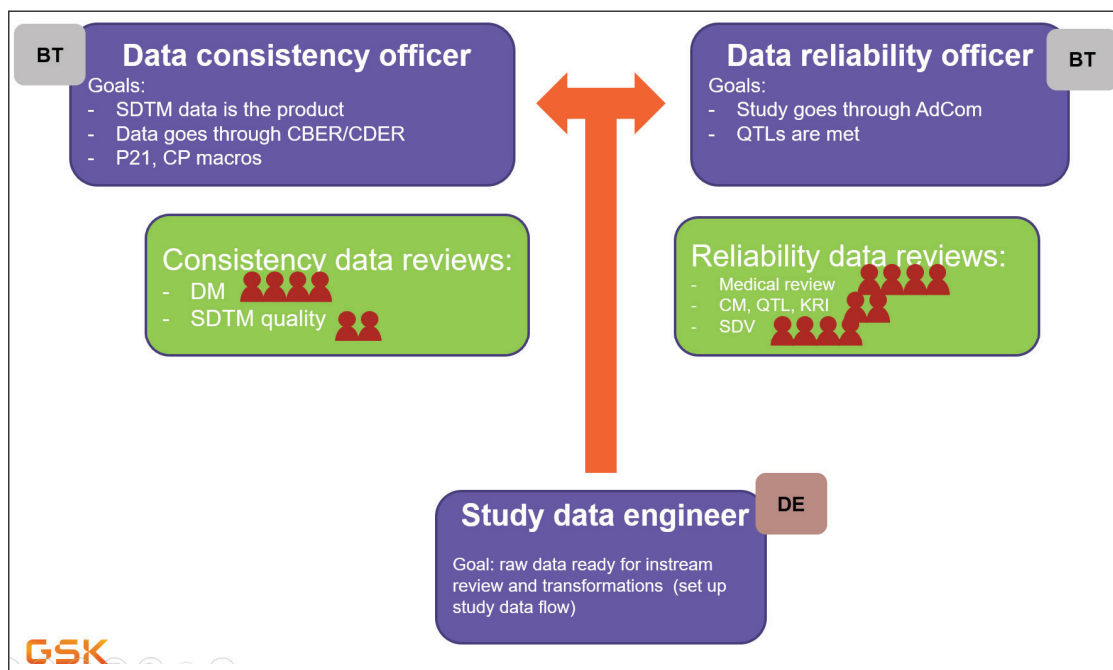 BT
Data consistency officer
Goals:
- SDTM data is the product
- Data goes through CBER/CDER
- P21, CP macros
Data reliability officer
BT
Goals:
- Study goes through AdCom
- QTLs are met
Consistency data reviews:
- DM
- SDTM quality
Reliability data reviews:
- Medical review
- CM, QTL, KRI
- SDV
Study data engineer
DE
Goal: raw data ready for instream
review and transformations (set up
study data flow)
GSK